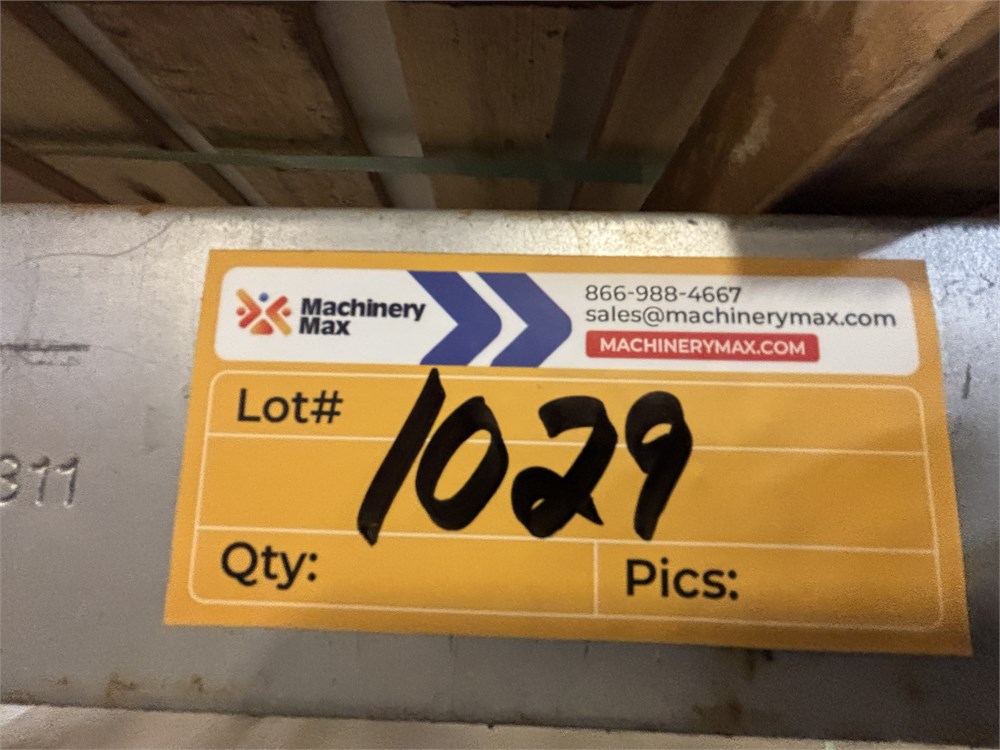 Machinery
Max
866-988-4667
sales@machinerymax.com
MACHINERYMAX.COM
Lot# 1029
311
Qty:
Pics: